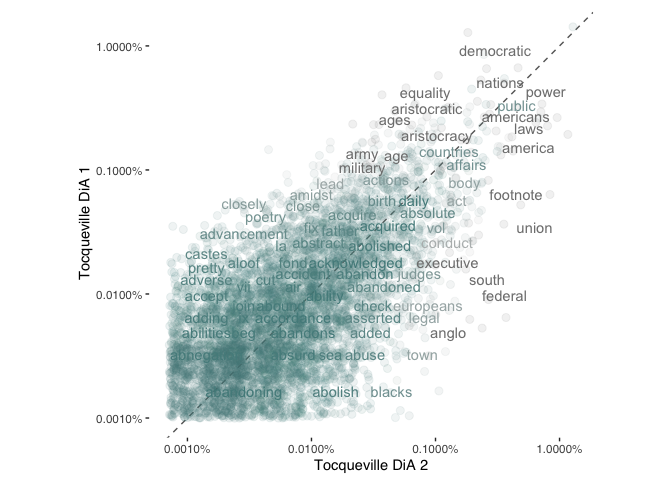 1.0000%
democratic
nations
power
equality
public
aristocratic
americans
ages
laws
aristocracy
america
countries
army age
0.1000%
affairs
military
lead actions
body
amidst
footnote
closely close
birth daily act
poetry
acquire
absolute
fix father acquired vol
union
advancement
la abstract abolished conduct
castes
pretty aloof fond acknowledged executive
adverse cut accident abandon judges
south
vii air abandoned
0.0100%
accept ability
federal
join abound check europeans
adding accordance asserted legal
abilities beg abandons added anglo
abnegation absurd sea abuse town
abandoning abolish blacks
0.0010%
0.0010% 0.0100% 0.1000% 1.0000%
Tocqueville DiA 2
Tocqueville DiA 1